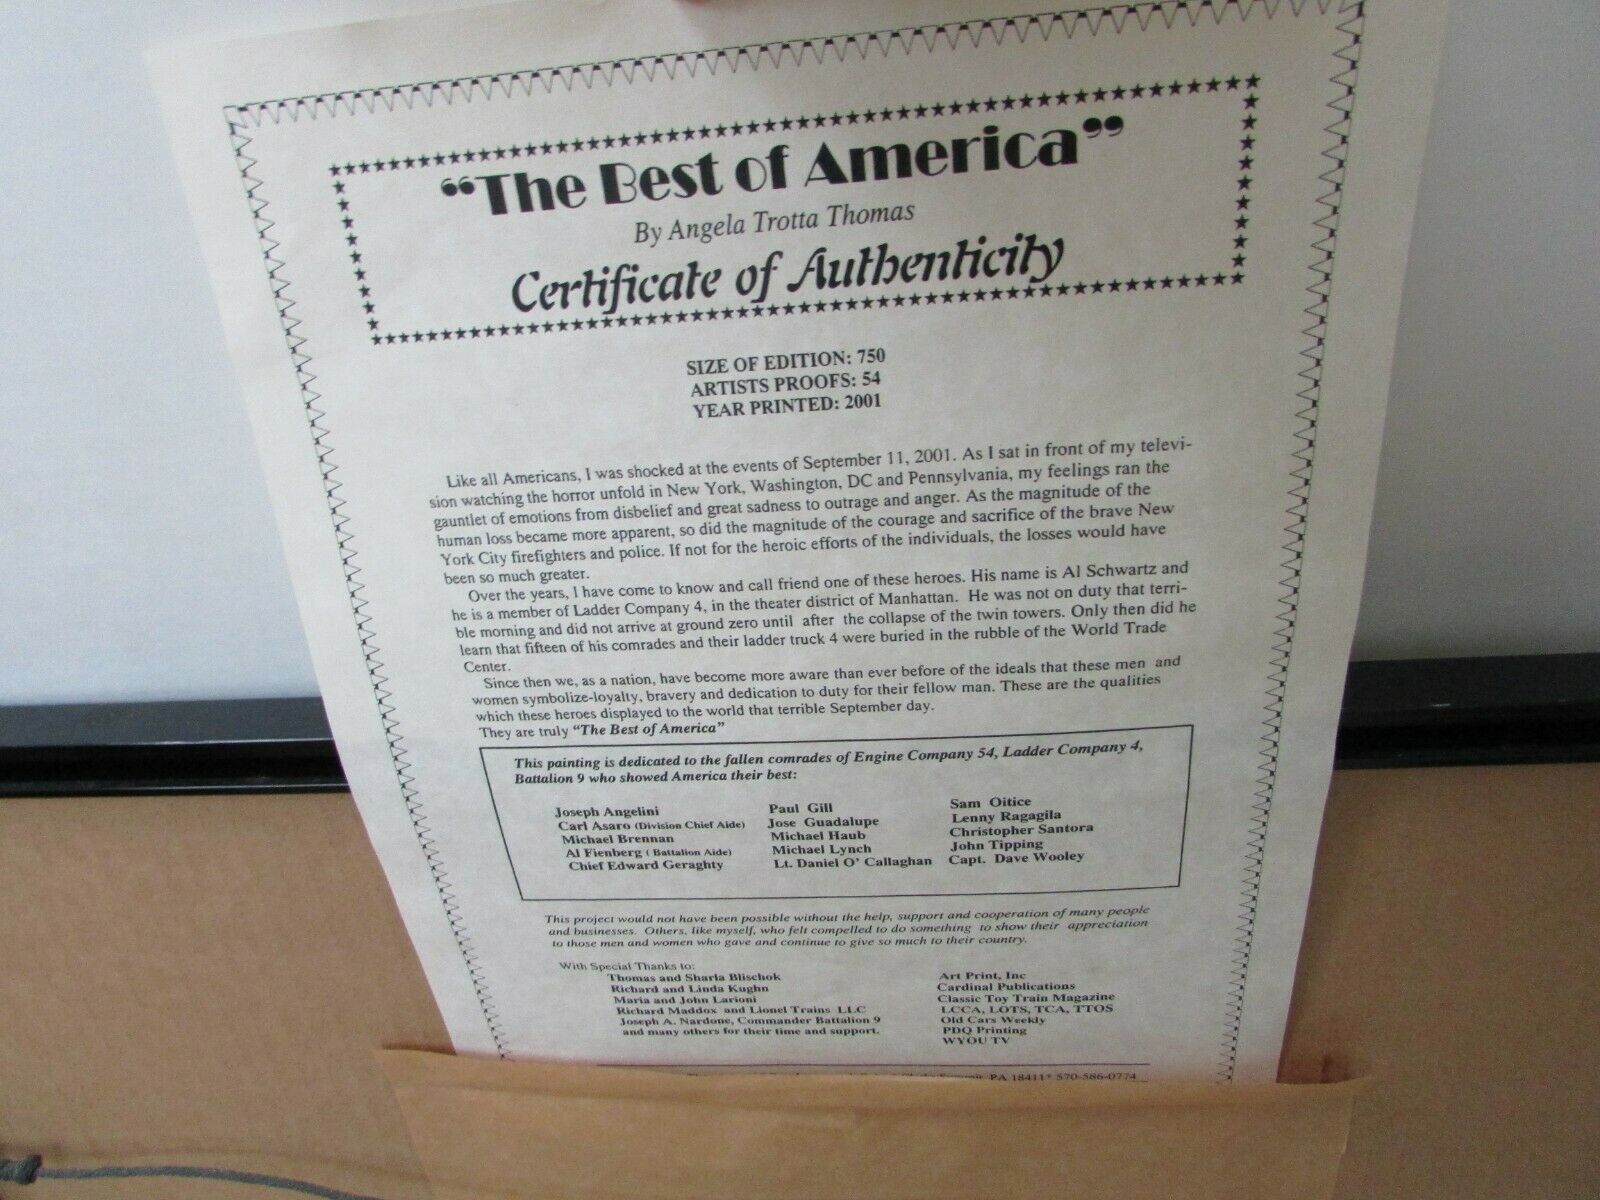 “The Best of America”
By Angela Trotta Thomas
Certificate of Authenticity
SIZE OF EDITION: 750
ARTISTS PROOFS: 54
YEAR PRINTED: 2001
Like all Americans, I was shocked at the events of September 11, 2001. As I sat in front of my televi-
sion watching the horror unfold in New York, Washington, DC and Pennsylvania, my feelings ran the
gauntlet of emotions from disbelief and great sadness to outrage and anger. As the magnitude of the
human loss became more apparent, so did the magnitude of the courage and sacrifice of the brave New
York City firefighters and police. If not for the heroic efforts of the individuals, the losses would have
been so much greater.
Over the years, I have come to know and call friend one of these heroes. His name is Al Schwartz and
he is a member of Ladder Company 4, in the theater district of Manhattan. He was not on duty that terri-
ble morning and did not arrive at ground zero until after the collapse of the twin towers. Only then did he
learn that fifteen of his comrades and their ladder truck 4 were buried in the rubble of the World Trade
Center.
Since then we, as a nation, have become more aware than ever before of the ideals that these men and
women symbolize-loyalty, bravery and dedication to duty for their fellow man. These are the qualities
which these heroes displayed to the world that terrible September day.
They are truly “The Best of America”
This painting is dedicated to the fallen comrades of Engine Company 54, Ladder Company 4,
Battalion 9 who showed America their best:
Joseph Angelini
Carl Asaro (Division Chief Aide)
Michael Brennan
Al Fienberg ( Battalion Aide)
Chief Edward Geraghty
Paul Gill
Jose Guadalupe
Michael Haub
Michael Lynch
Lt. Daniel O' Callaghan
Sam Oitice
Lenny Ragagila
Christopher Santora
John Tipping
Capt. Dave Wooley
This project would not have been possible without the help, support and cooperation of many people
and businesses. Others, like myself, who felt compelled to do something to show their appreciation
to those men and women who gave and continue to give so much to their country.
With Special Thanks to:
Thomas and Sharla Blischok
Richard and Linda Kughn
Maria and John Larioni
Richard Maddox and Lionel Trains LLC
Joseph A. Nardone, Commander Battalion 9
and many others for their time and support.
Art Print, Inc
Cardinal Publications
Classic Toy Train Magazine
LCCA, LOTS, TCA, TTOS
Old Cars Weekly
PDQ Printing
WYOU TV
PA 18411* 570-586-0774